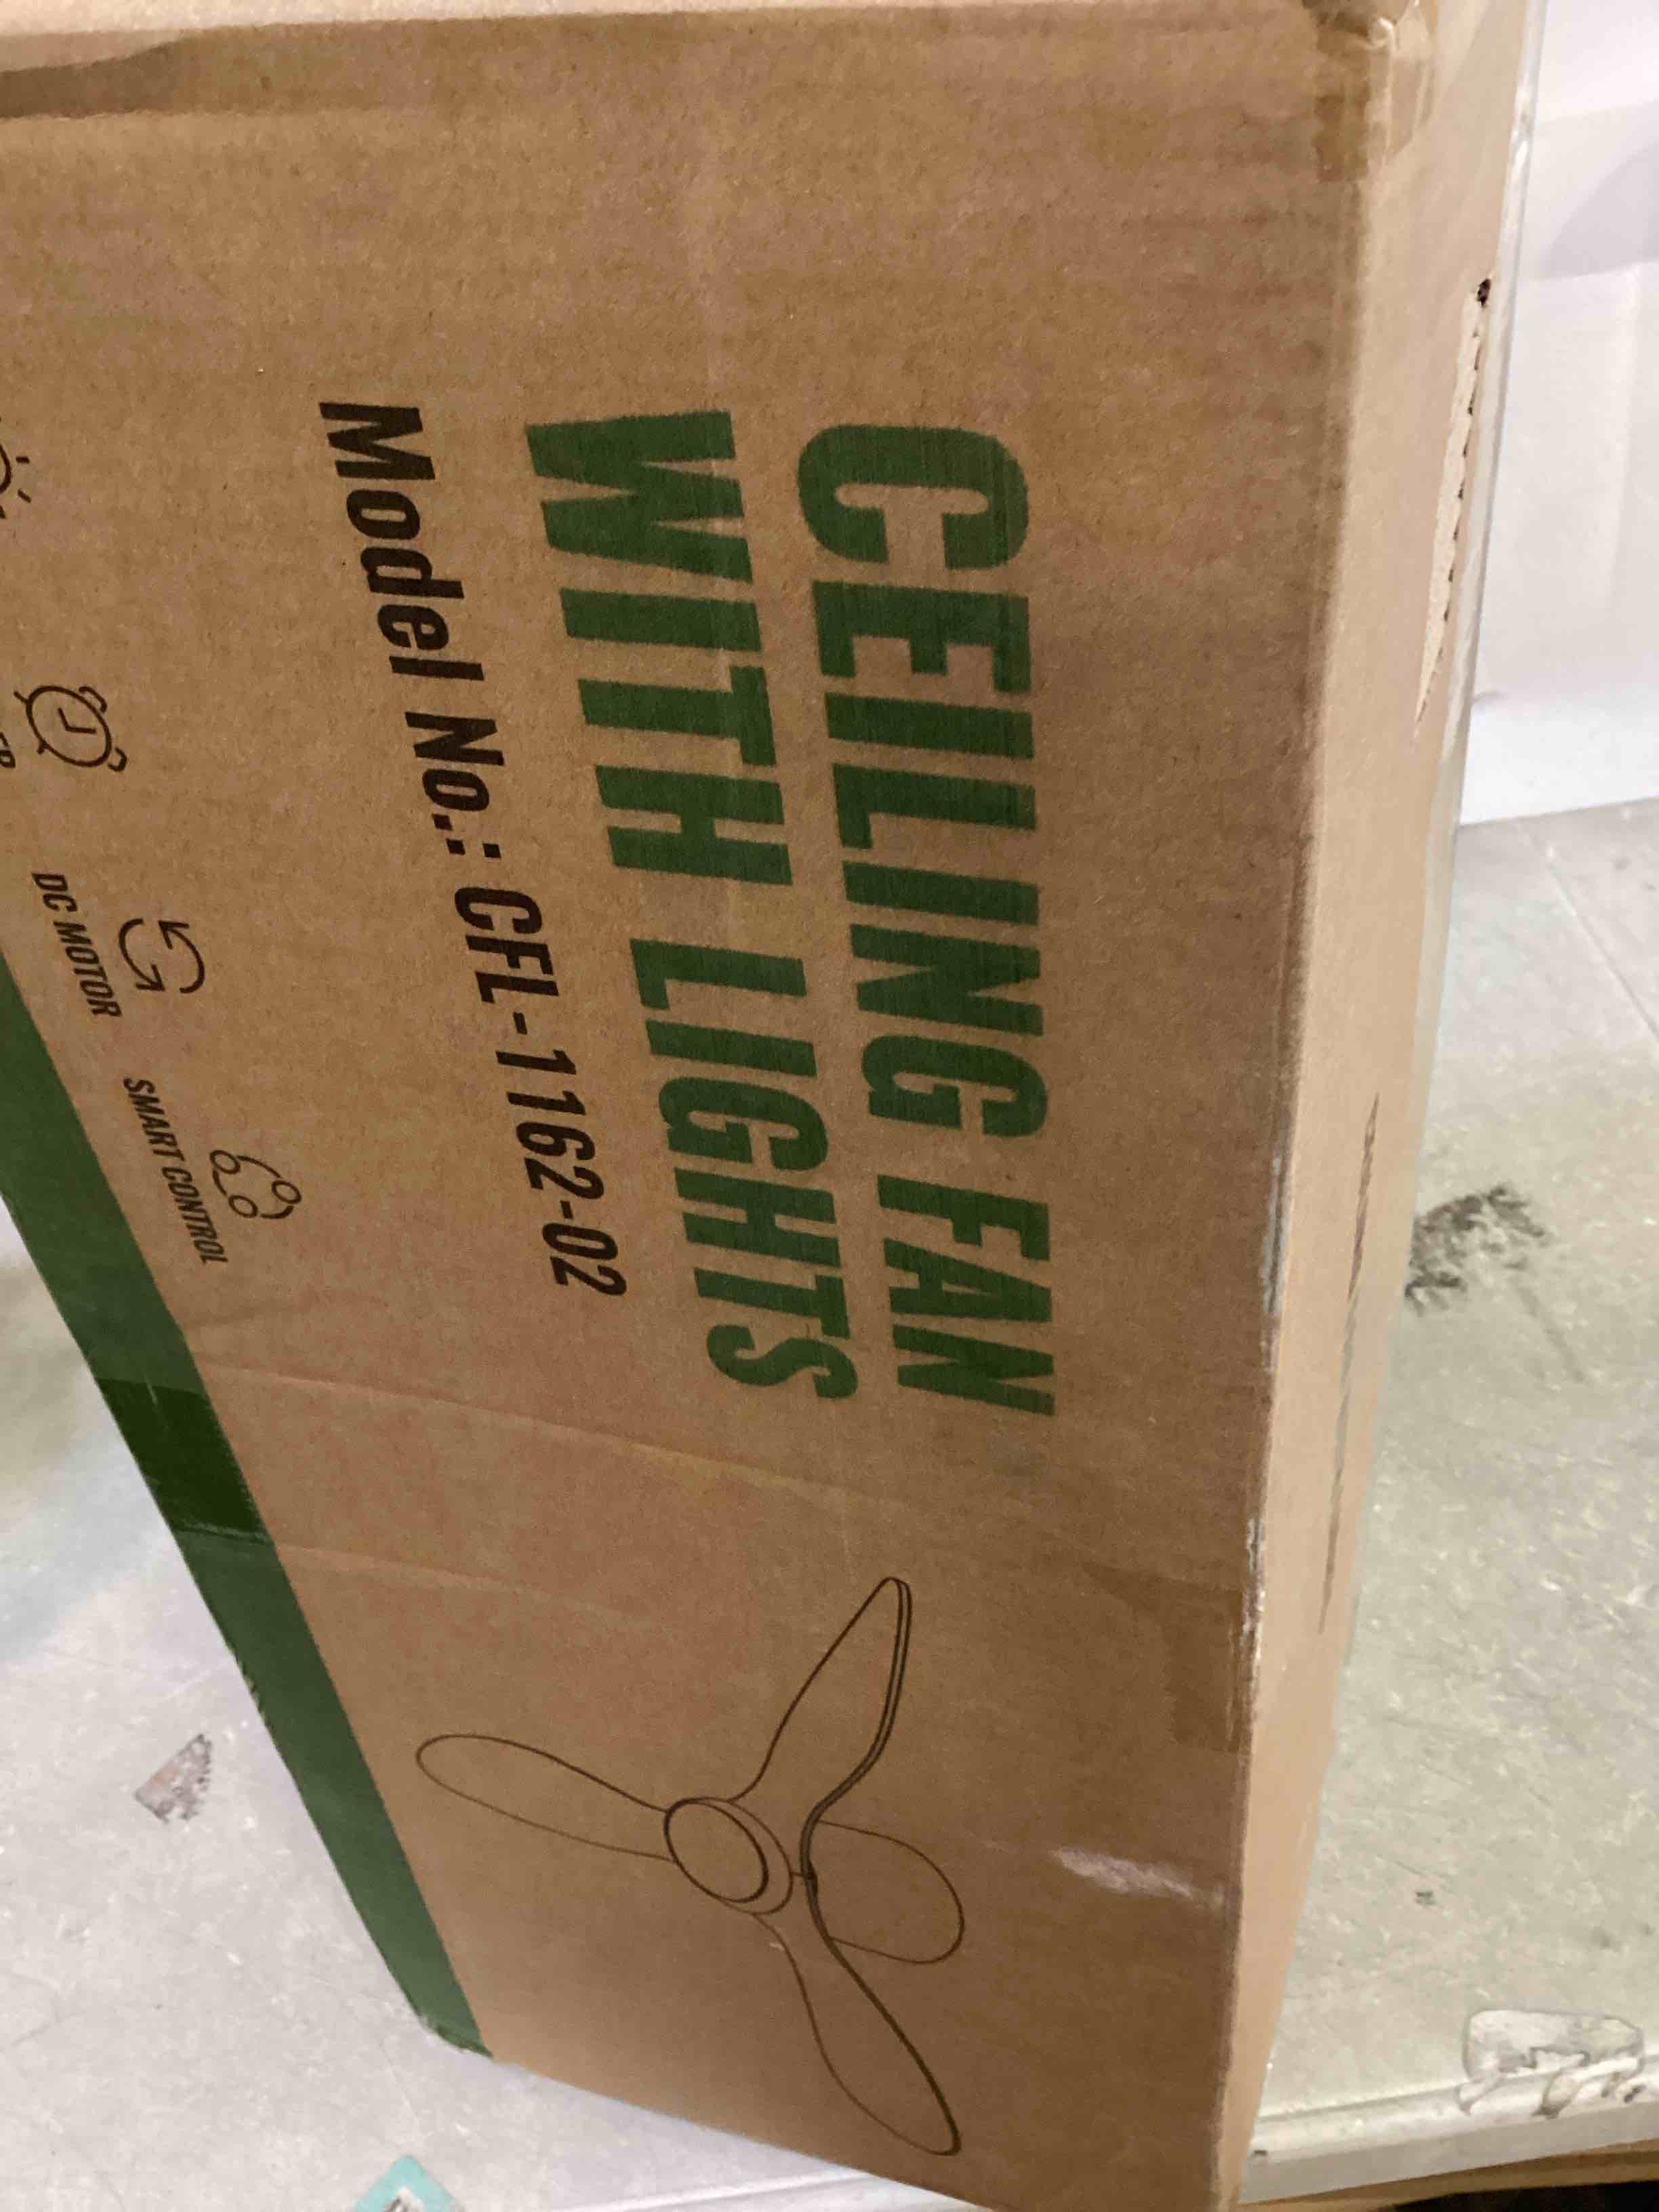 CEILING FAN
WITH LIGHTS
Model No.: CFL-1162-02
DC MOTOR
SMART CONTROL